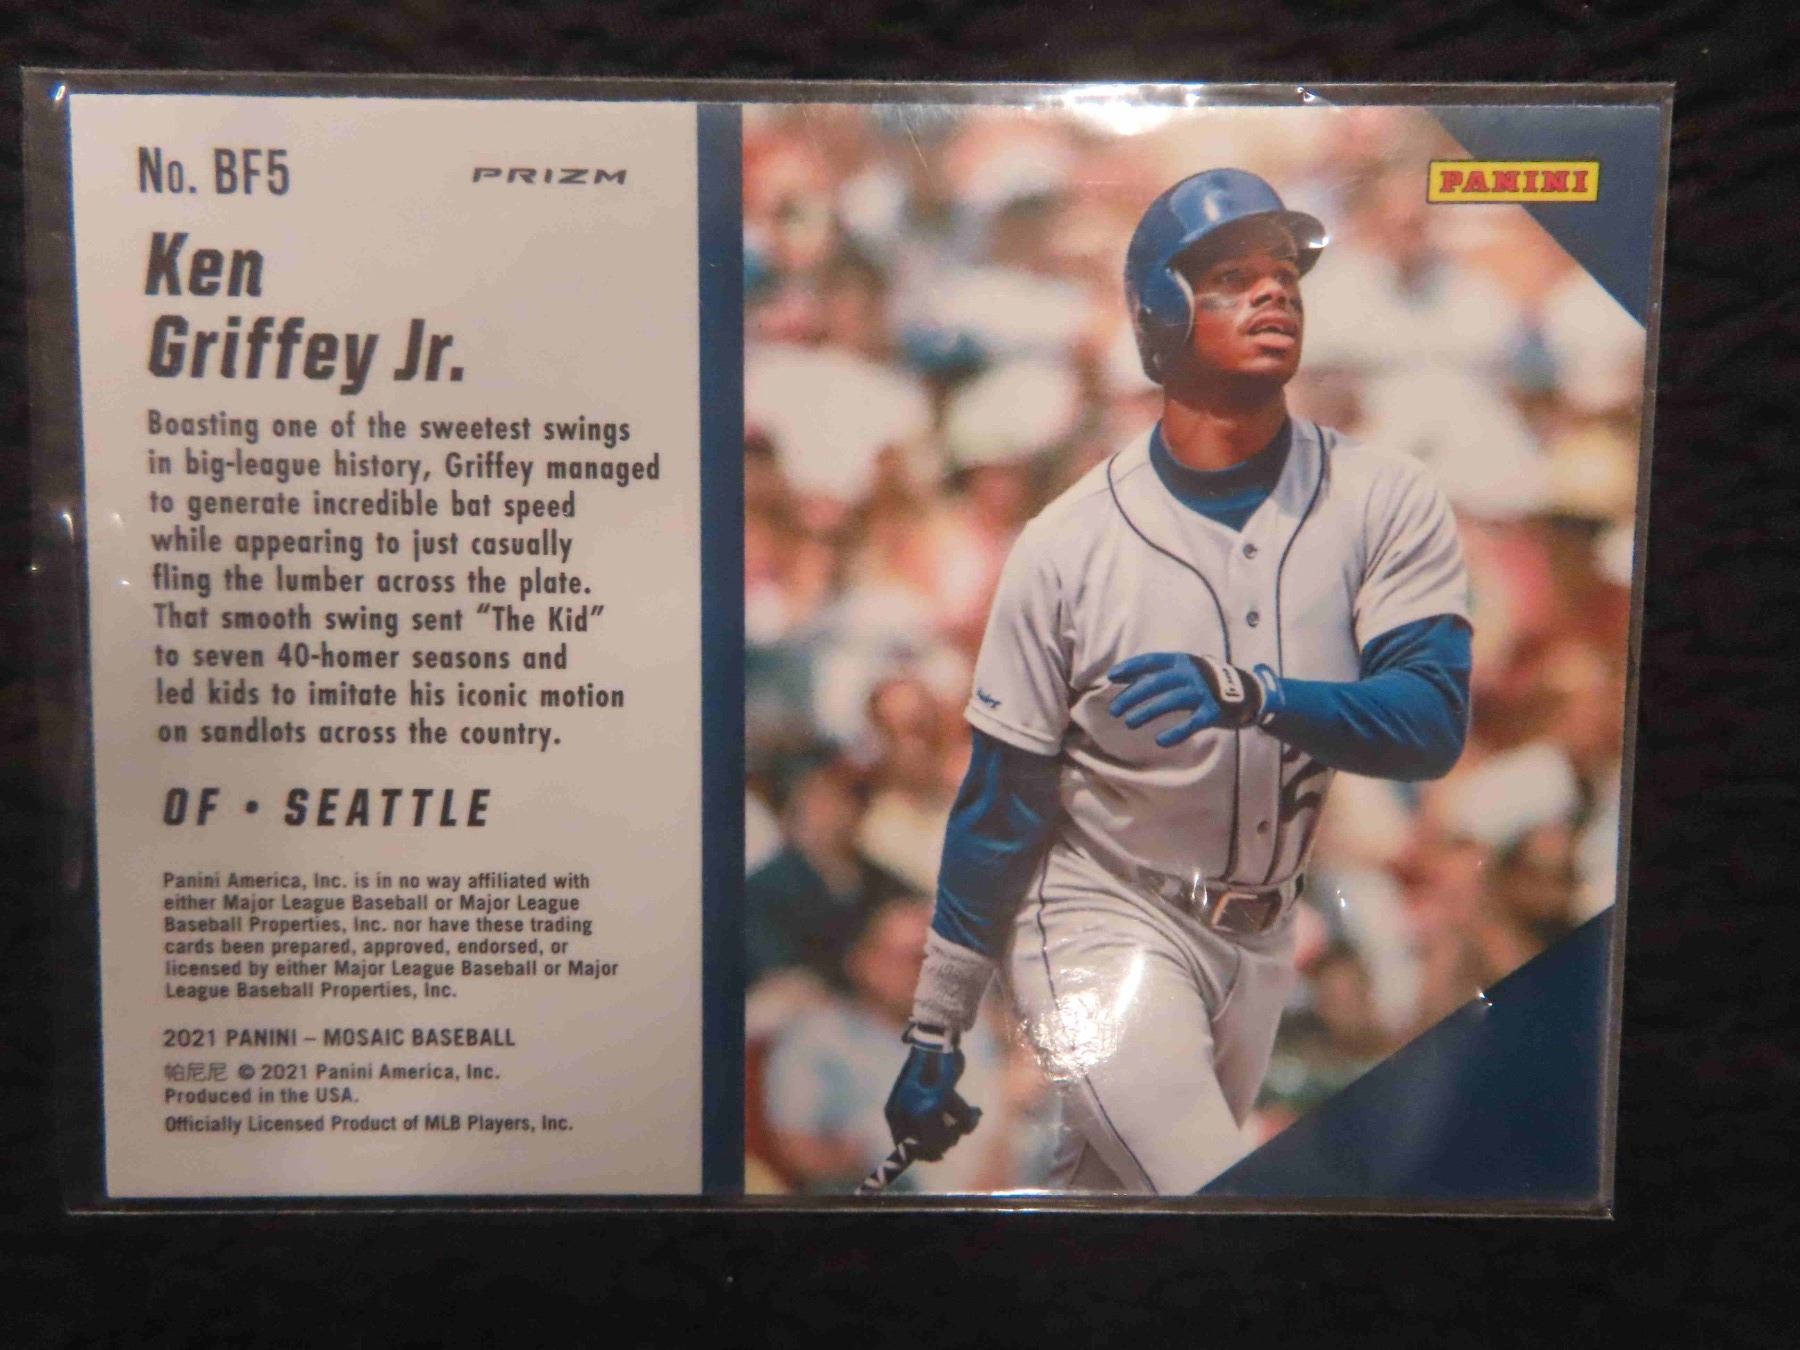 No. BF5
PRIZM
Ken
Griffey Jr.
Boasting one of the sweetest swings
in big-league history, Griffey managed
to generate incredible bat speed
while appearing to just casually
fling the lumber across the plate.
That smooth swing sent “The Kid”
to seven 40-homer seasons and
led kids to imitate his iconic motion
on sandlots across the country.
OF • SEATTLE
Panini America, Inc. is in no way affiliated with
either Major League Baseball or Major League
Baseball Properties, Inc. nor have these trading
cards been prepared, approved, endorsed, or
licensed by either Major League Baseball or Major
League Baseball Properties, Inc.
2021 PANINI – MOSAIC BASEBALL
帕尼尼 © 2021 Panini America, Inc.
Produced in the USA.
Officially Licensed Product of MLB Players, Inc.
PANINI